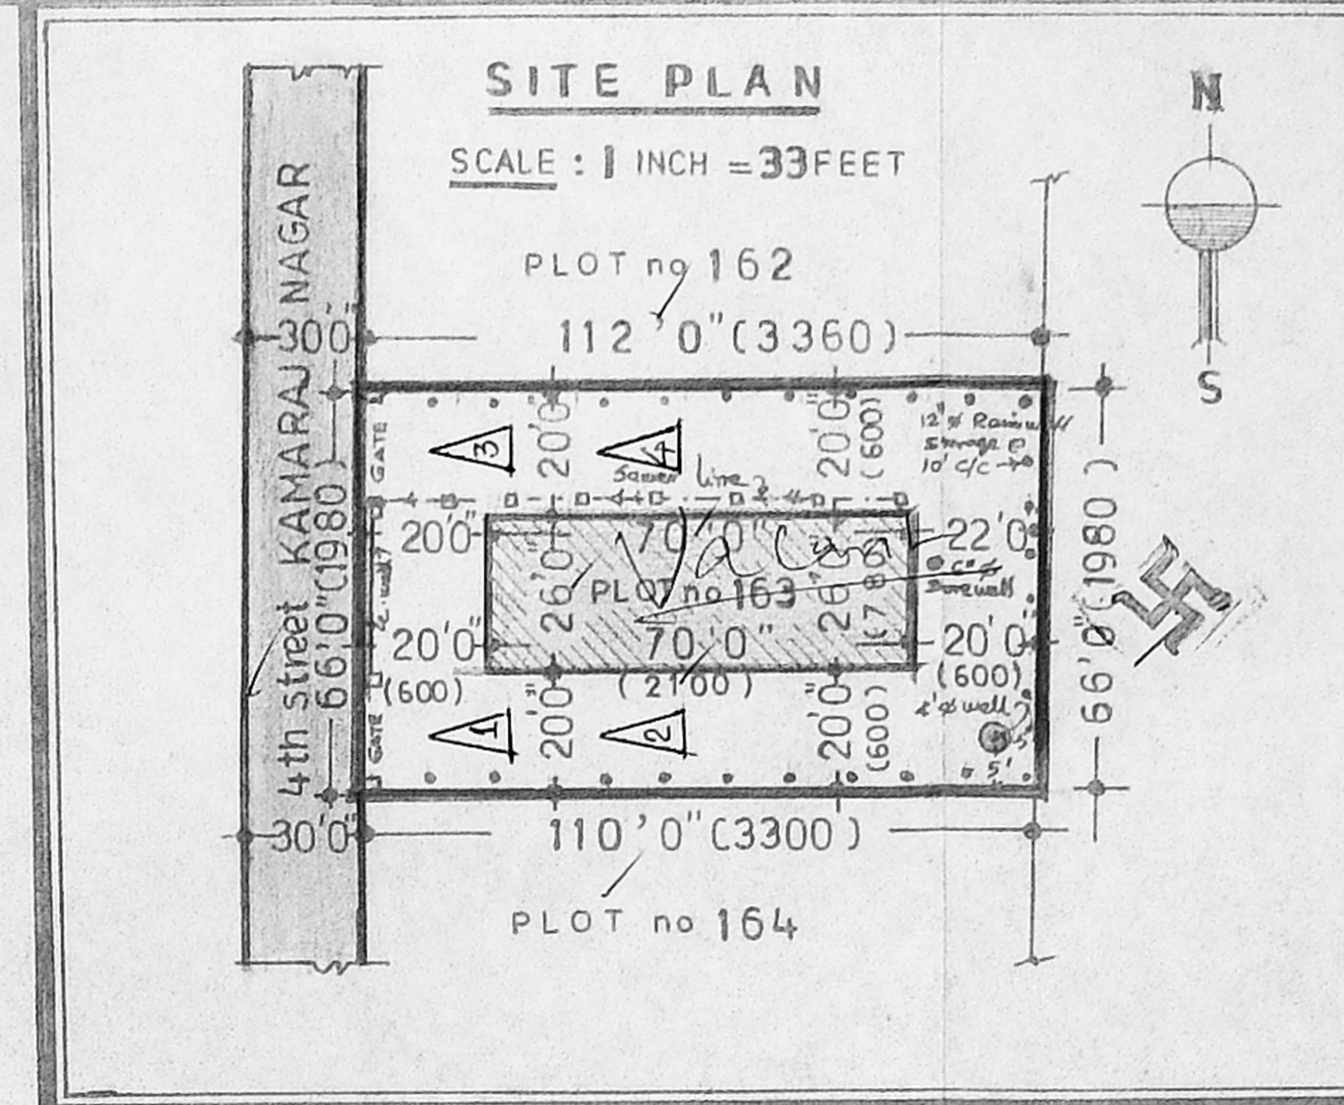 SITE PLAN
SCALE : 1 INCH = 33 FEET
N
S
PLOT no 162
30'0"
112'0" (3360)
4th street KAMARAJ NAGAR
66'0" (1980)
GATE
3
20'0"
4
20'0"
(600)
12" ø Rain
storage @
10' c/c
line
20'0"
70'0"
22'0
26'0"
PLOT no 163
26'0"
(780)
6" ø
Borewell
66'0" (1980)
20'0"
70'0"
20'0
(600)
(2100)
(600)
4' ø well
GATE
1
20'0"
2
20'0"
(600)
5'
5'
30'0"
110'0" (3300)
PLOT no 164